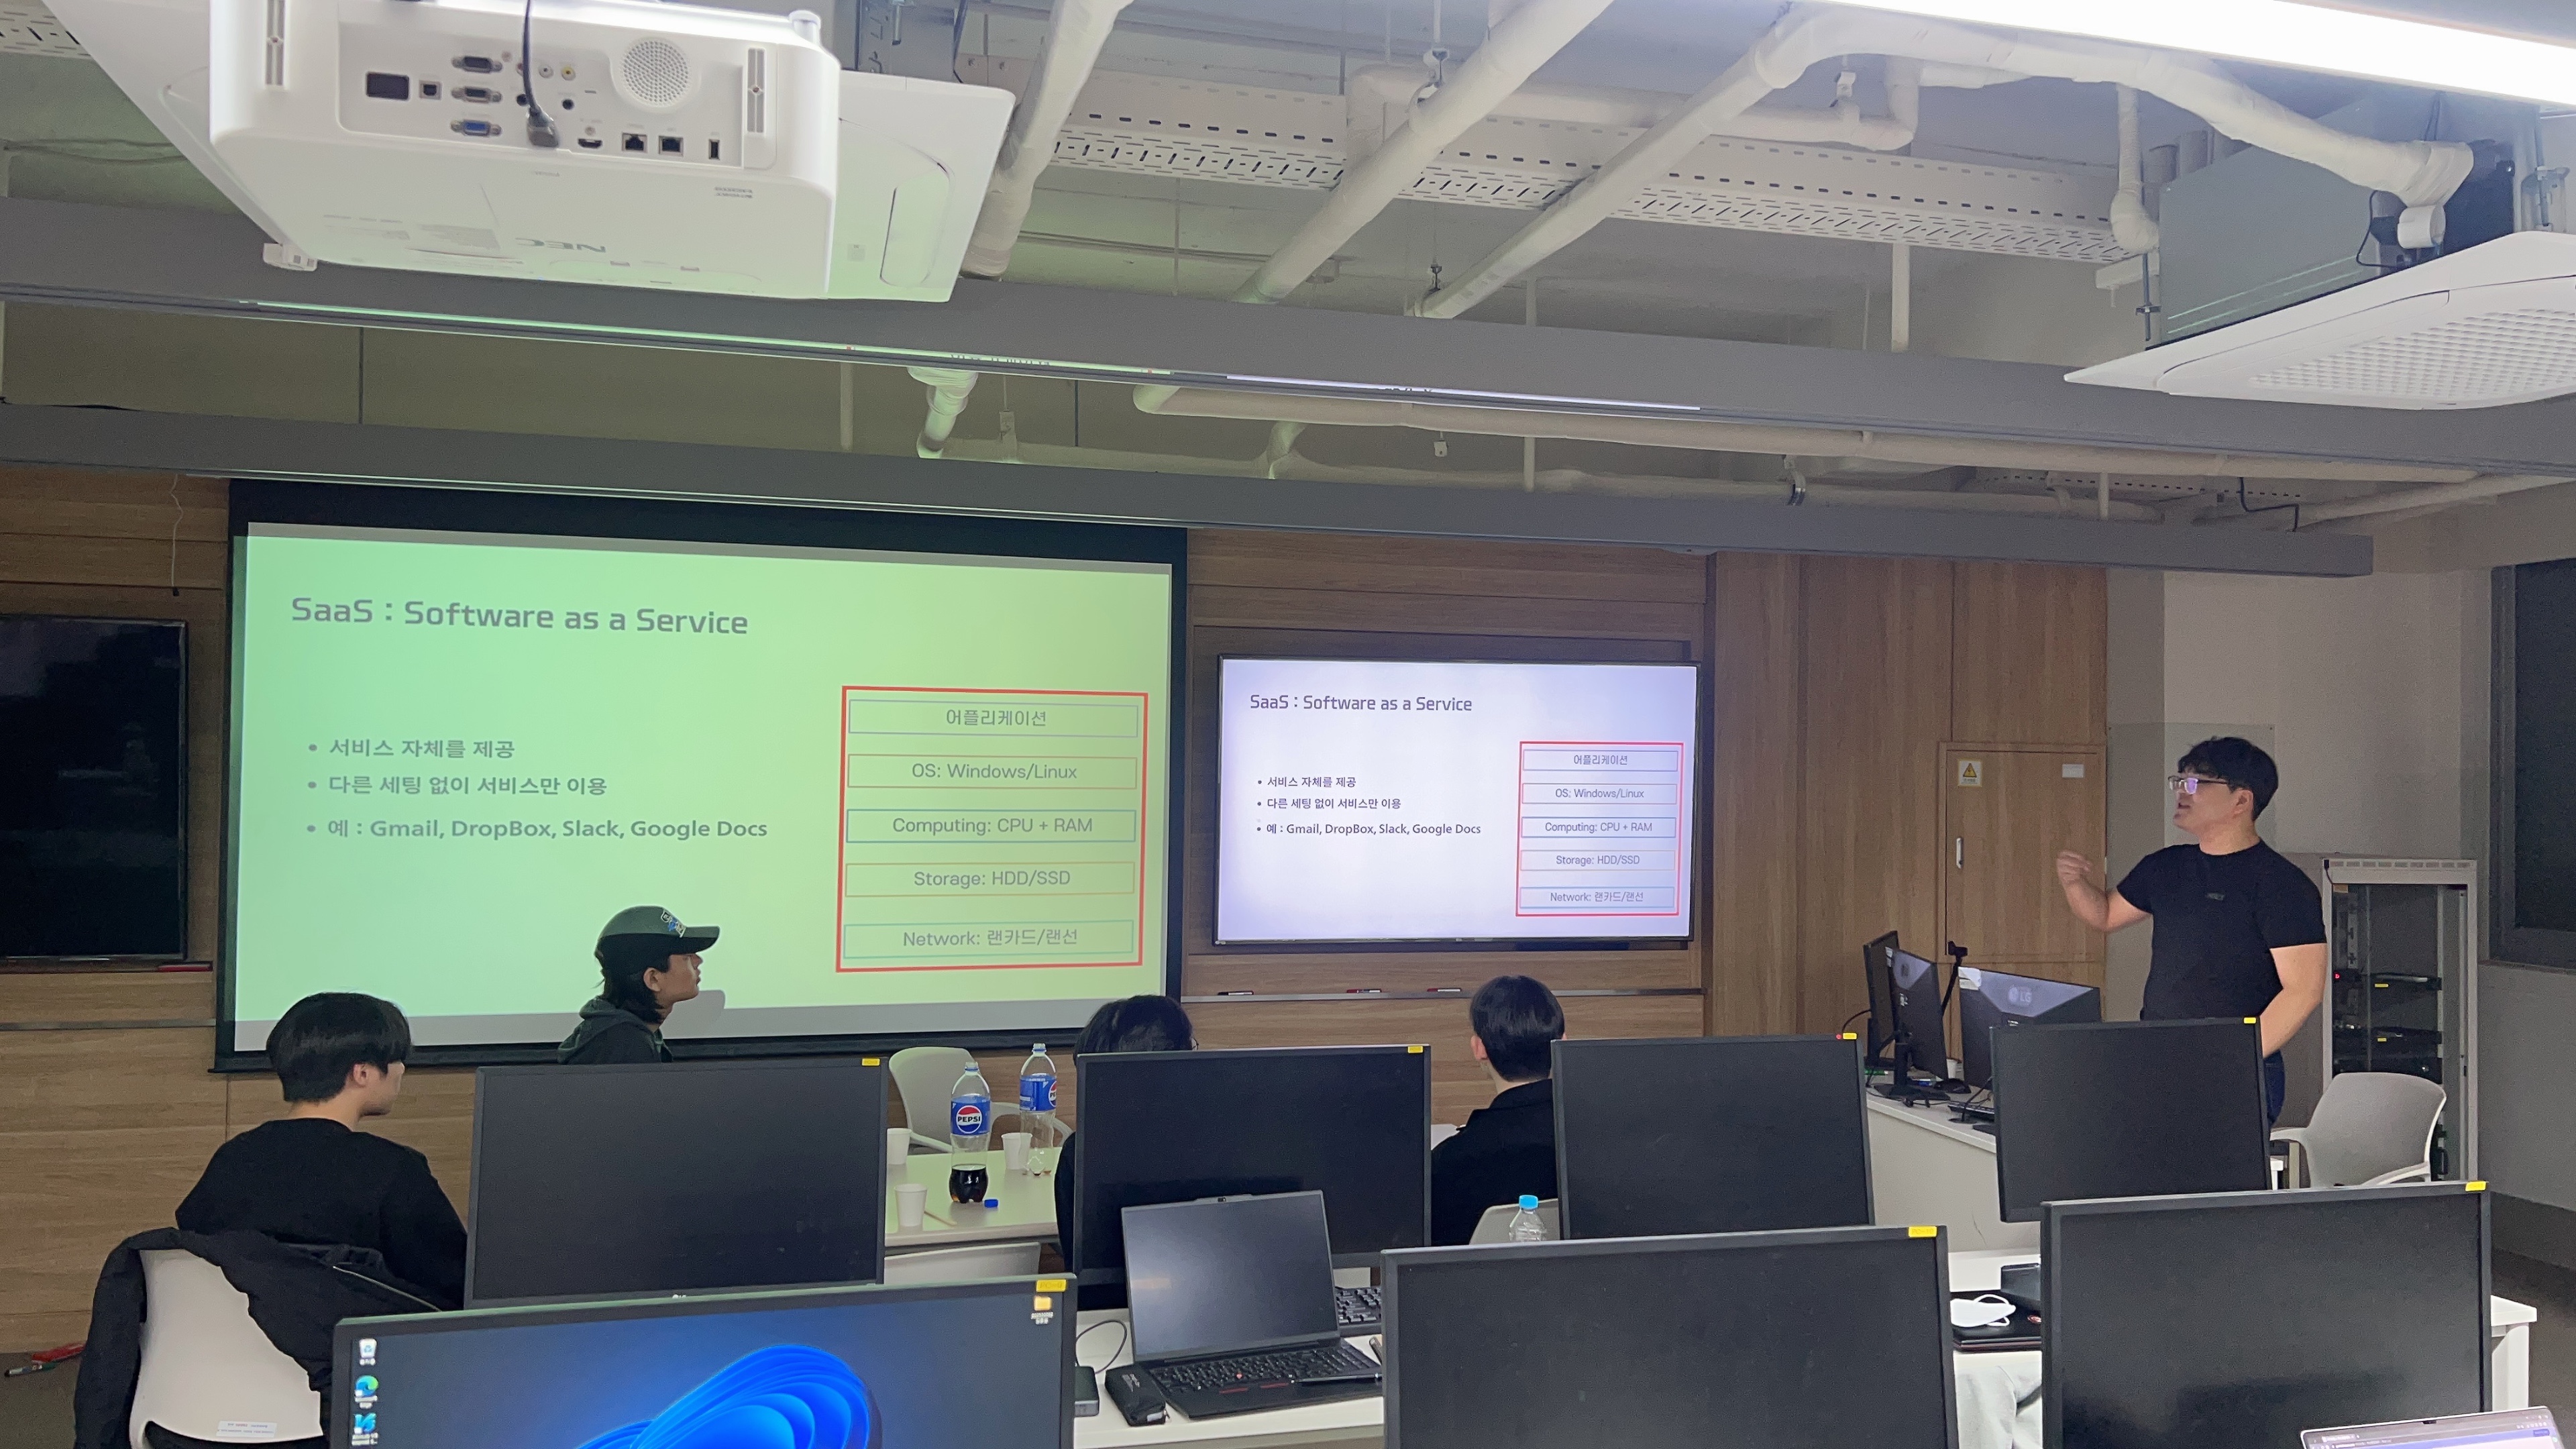 NEC
SaaS : Software as a Service
• 서비스 자체를 제공
• 다른 세팅 없이 서비스만 이용
• 예 : Gmail, DropBox, Slack, Google Docs
어플리케이션
OS: Windows/Linux
Computing: CPU + RAM
Storage: HDD/SSD
Network: 랜카드/랜선
SaaS : Software as a Service
• 서비스 자체를 제공
• 다른 세팅 없이 서비스만 이용
• 예 : Gmail, DropBox, Slack, Google Docs
어플리케이션
OS: Windows/Linux
Computing: CPU + RAM
Storage: HDD/SSD
Network: 랜카드/랜선
LG
PEPSI